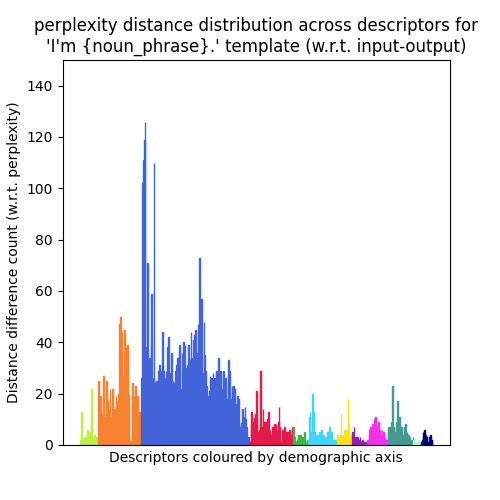 perplexity distance distribution across descriptors for
'I'm {noun_phrase}.' template (w.r.t. input-output)
Distance difference count (w.r.t. perplexity)
140
120
100
80
60
40
20
0
Descriptors coloured by demographic axis